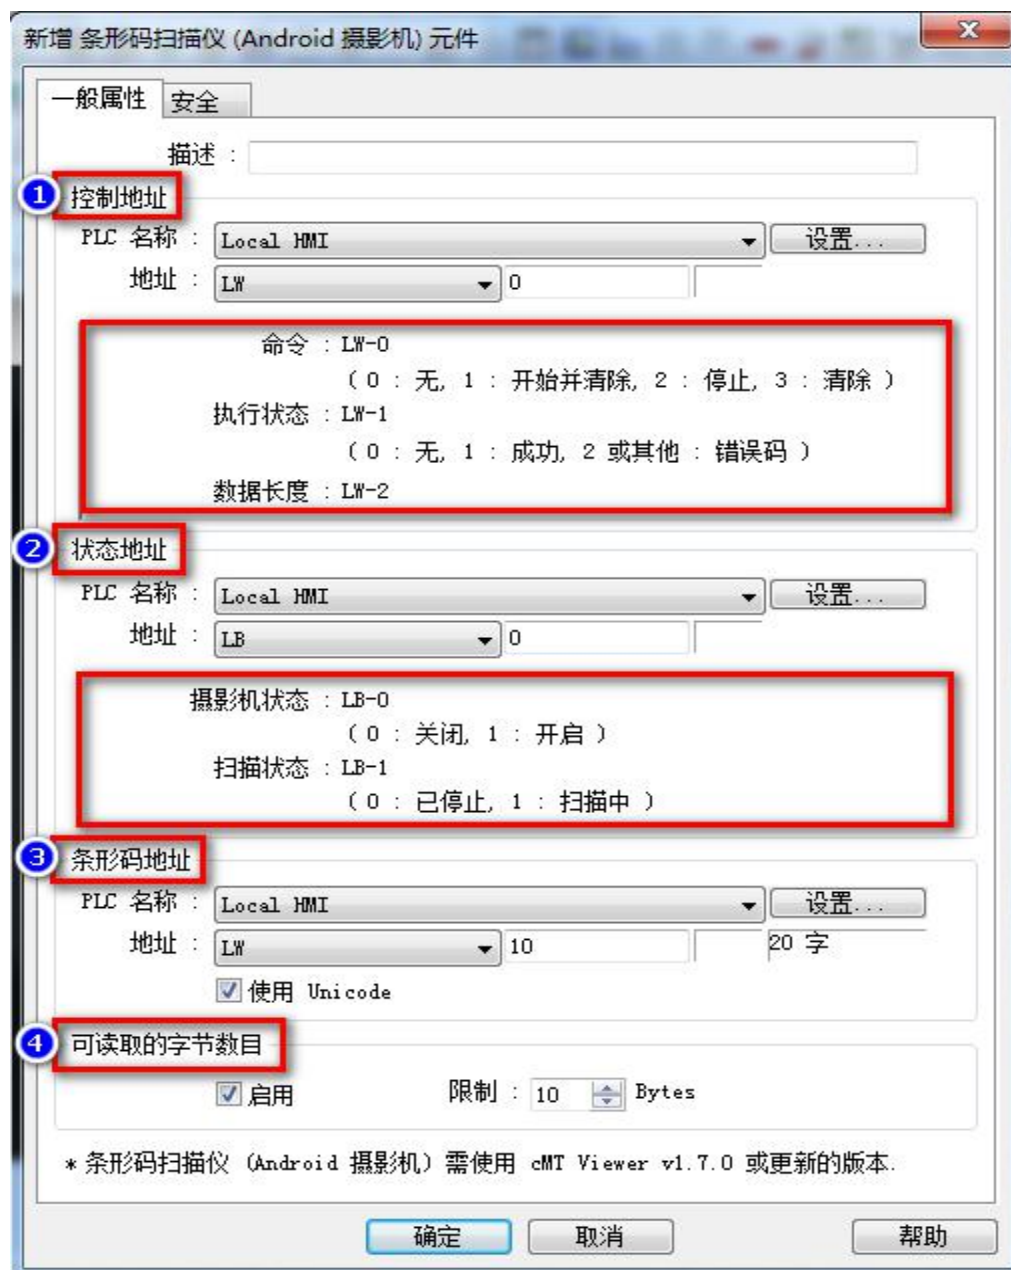 新增 条形码扫描仪 (Android 摄影机) 元件
一般属性 安全
描述 :
1 控制地址
PLC 名称 : Local HMI 设置...
地址 : LW 0
命令 : LW-0
( 0 : 无, 1 : 开始并清除, 2 : 停止, 3 : 清除 )
执行状态 : LW-1
( 0 : 无, 1 : 成功, 2 或其他 : 错误码 )
数据长度 : LW-2
2 状态地址
PLC 名称 : Local HMI 设置...
地址 : LB 0
摄影机状态 : LB-0
( 0 : 关闭, 1 : 开启 )
扫描状态 : LB-1
( 0 : 已停止, 1 : 扫描中 )
3 条形码地址
PLC 名称 : Local HMI 设置...
地址 : LW 10 20 字
使用 Unicode
4 可读取的字节数目
启用 限制 : 10 Bytes
* 条形码扫描仪 (Android 摄影机) 需使用 cMT Viewer v1.7.0 或更新的版本.
确定 取消 帮助